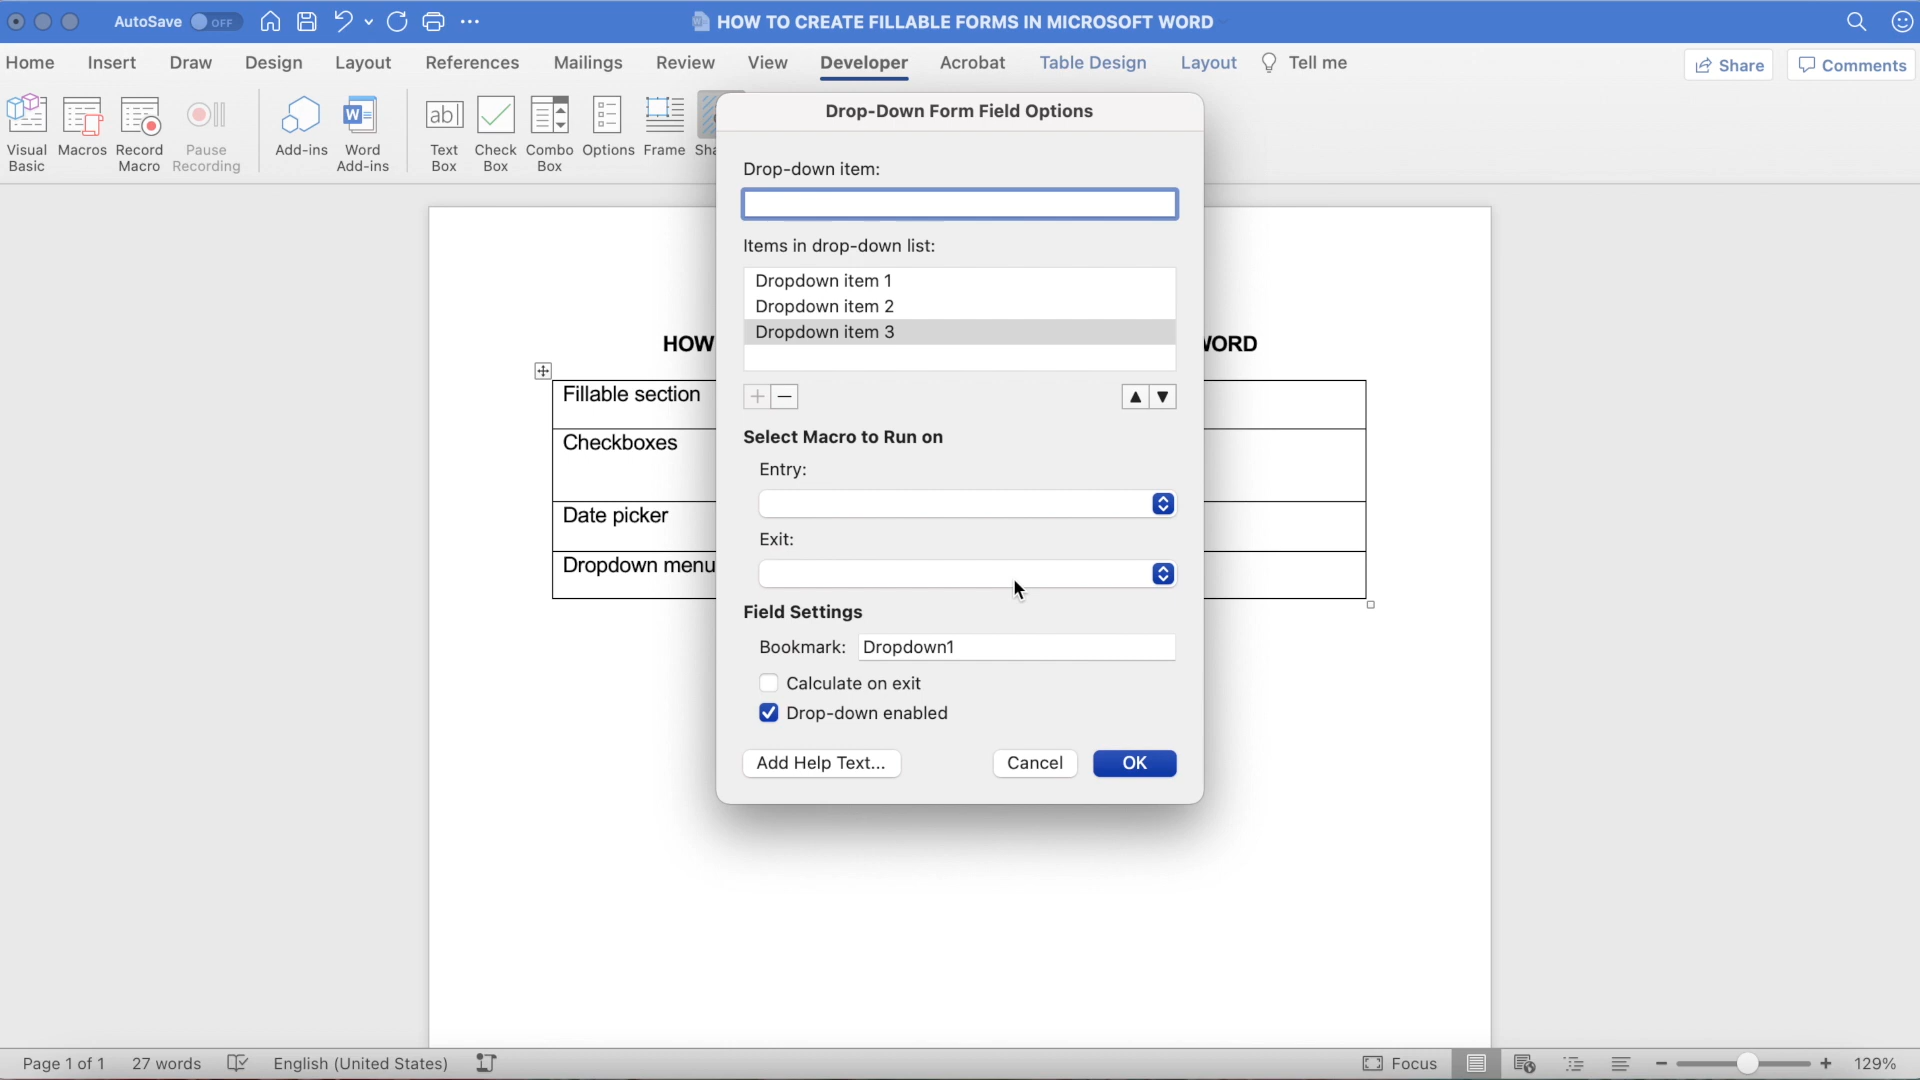 AutoSave OFF HOW TO CREATE FILLABLE FORMS IN MICROSOFT WORD
Home Insert Draw Design Layout References Mailings Review View Developer Acrobat Table Design Layout Tell me Share Comments
Visual Basic
Macros
Record Macro
Pause Recording
Add-ins
Word Add-ins
Text Box
Check Box
Combo Box
Options
Frame
Drop-Down Form Field Options
Drop-down item:
Items in drop-down list:
Dropdown item 1
Dropdown item 2
Dropdown item 3
Select Macro to Run on
Entry:
Exit:
Field Settings
Bookmark: Dropdown1
Calculate on exit
Drop-down enabled
Add Help Text... Cancel OK
HOW
Fillable section
Checkboxes
Date picker
Dropdown menu
Page 1 of 1 27 words English (United States) Focus 129%